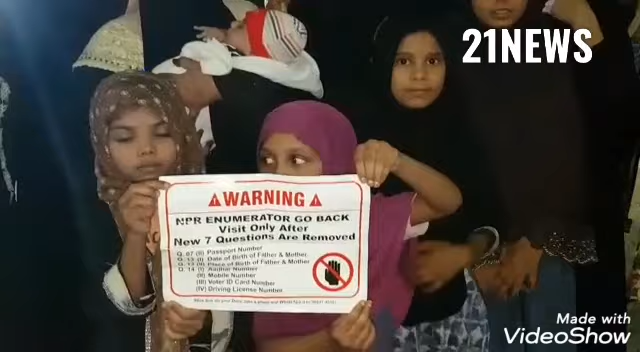 21NEWS
⚠WARNING⚠
NPR ENUMERATOR GO BACK
Visit Only After
New 7 Questions Are Removed
Q. 07 (II) Passport Number
Q. 13 (I) Date of Birth of Father & Mother
Q. 13 (II) Place of Birth of Father & Mother
Q. 14 (I) Aadhar Number
(II) Mobile Number
(III) Voter ID Card Number
(IV) Driving License Number
Made with
VideoShow